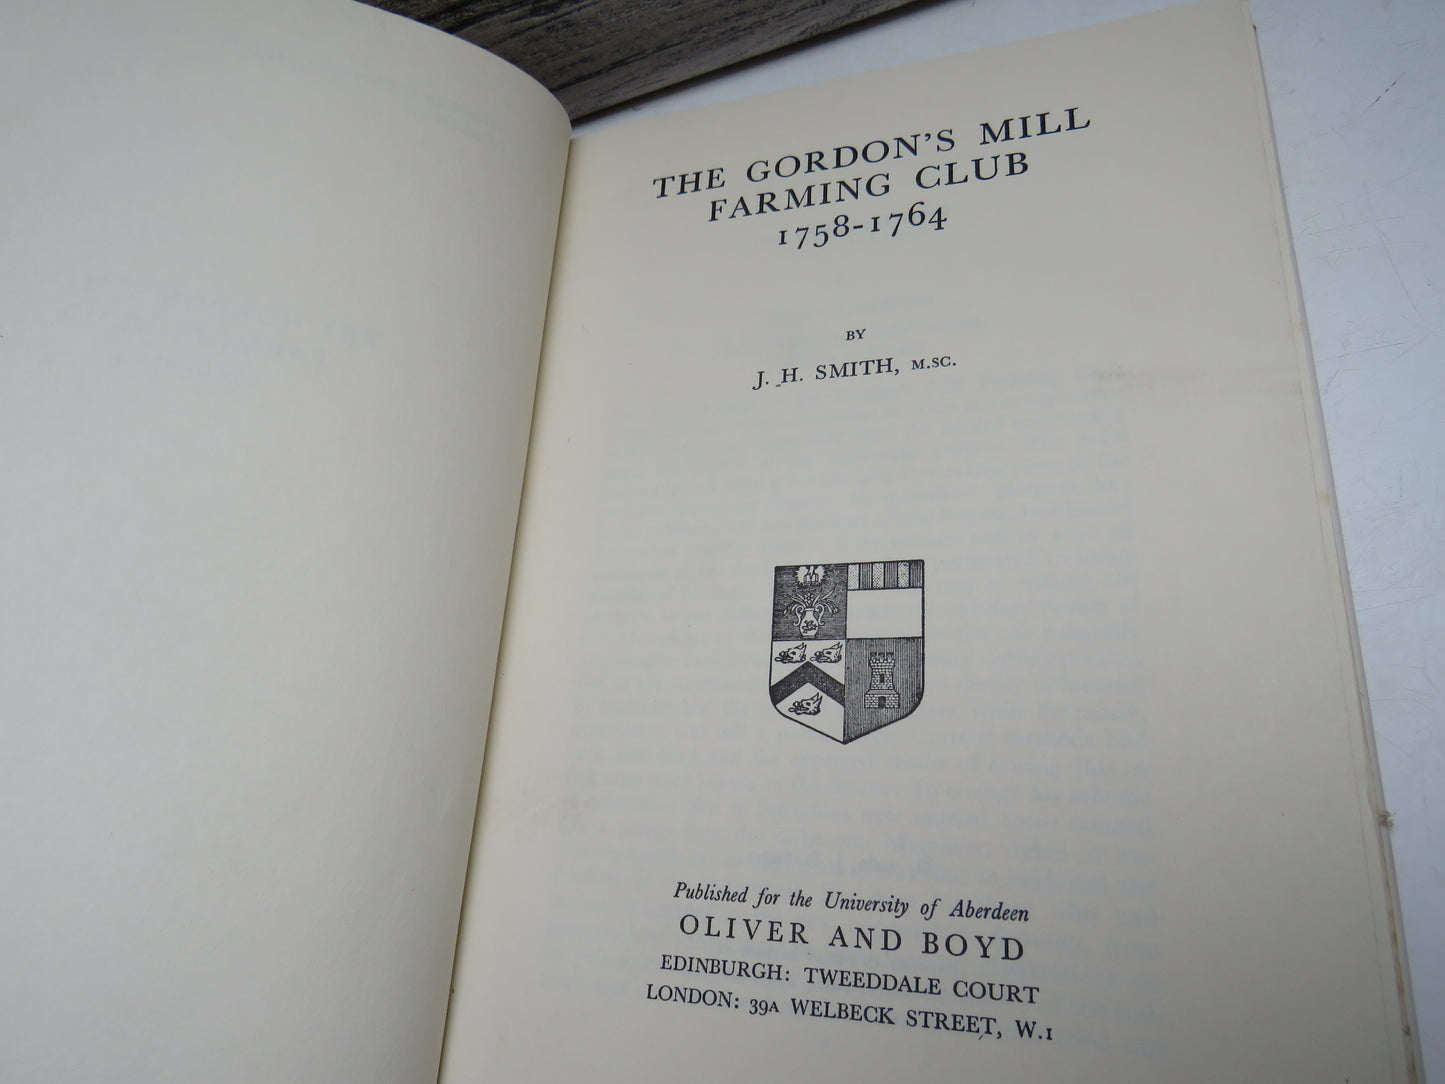 THE GORDON'S MILL
FARMING CLUB
1758-1764
BY
J. H. SMITH, M.SC.
Published for the University of Aberdeen
OLIVER AND BOYD
EDINBURGH: TWEEDDALE COURT
LONDON: 39A WELBECK STREET, W.1